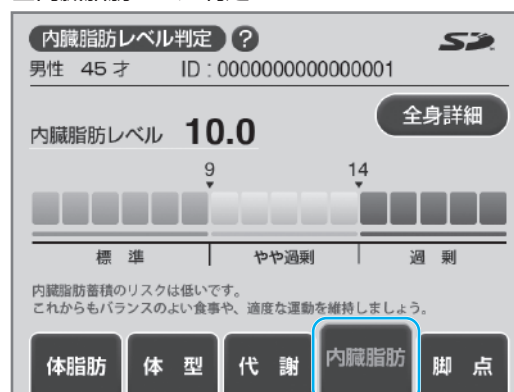 内臓脂肪レベル判定 ?
男性 45才 ID:0000000000000001
全身詳細
内臓脂肪レベル 10.0
9 14
標 準 やや過剰 過 剰
内臓脂肪蓄積のリスクは低いです。
これからもバランスのよい食事や、適度な運動を維持しましょう。
体脂肪 体 型 代 謝 内臓脂肪 脚 点